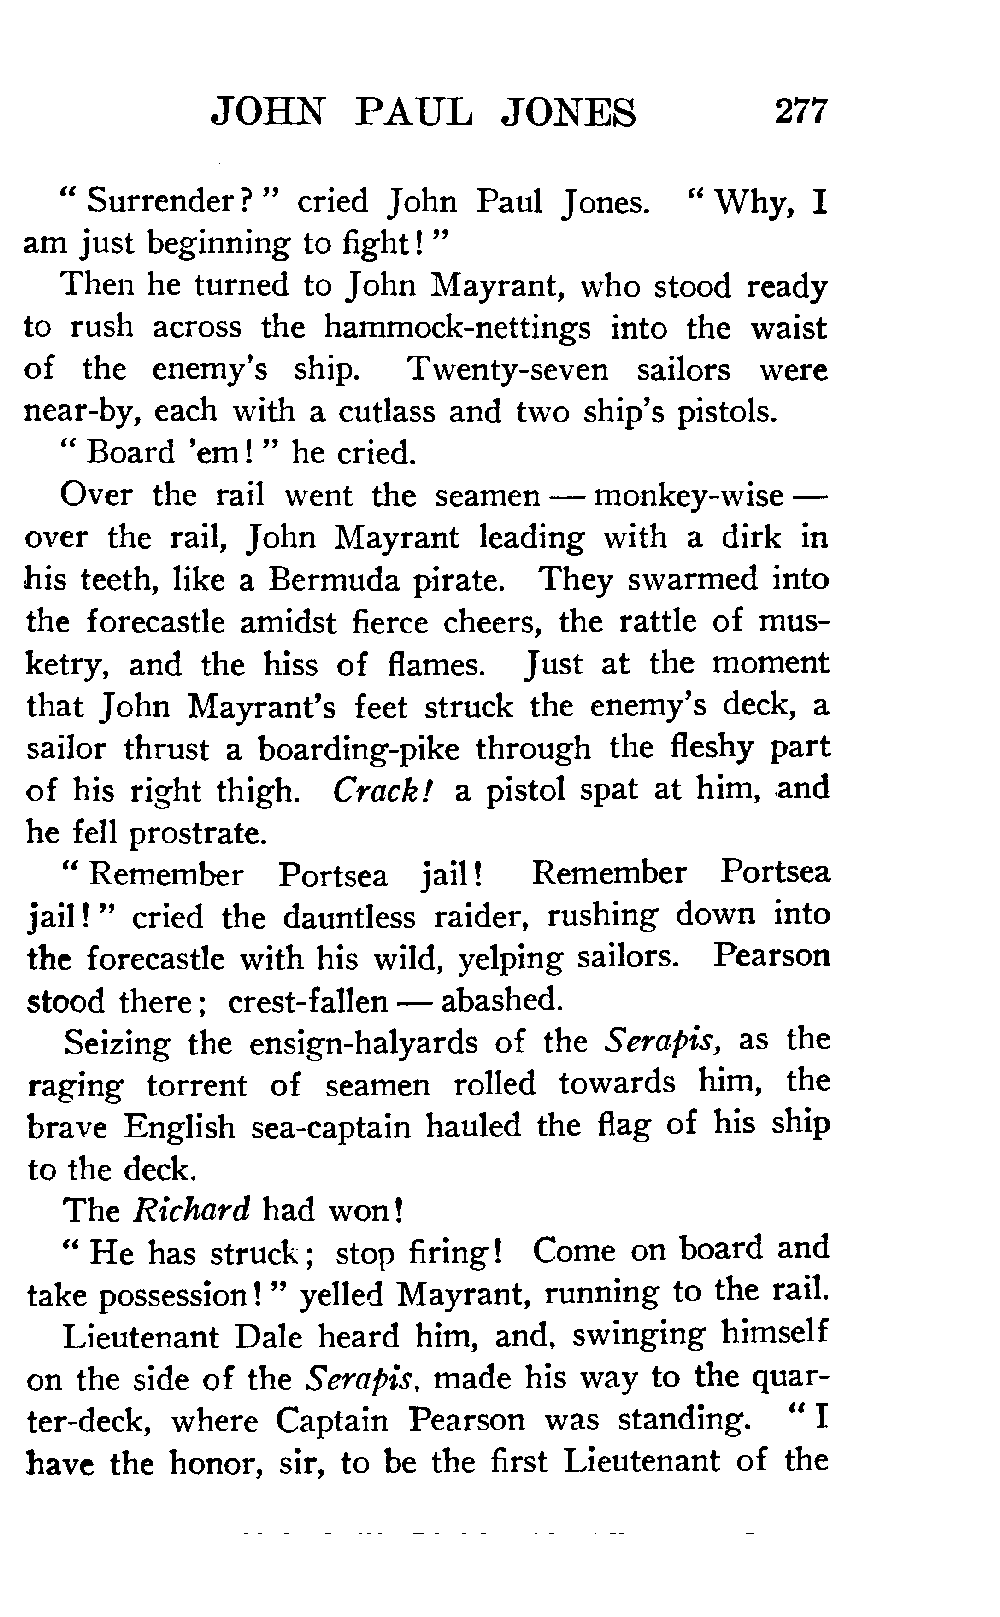 JOHN PAUL JONES 277
“ Surrender ? ” cried John Paul Jones. “ Why, I
am just beginning to fight ! ”
Then he turned to John Mayrant, who stood ready
to rush across the hammock-nettings into the waist
of the enemy's ship. Twenty-seven sailors were
near-by, each with a cutlass and two ship's pistols.
“ Board 'em ! ” he cried.
Over the rail went the seamen — monkey-wise —
over the rail, John Mayrant leading with a dirk in
his teeth, like a Bermuda pirate. They swarmed into
the forecastle amidst fierce cheers, the rattle of mus-
ketry, and the hiss of flames. Just at the moment
that John Mayrant's feet struck the enemy's deck, a
sailor thrust a boarding-pike through the fleshy part
of his right thigh. Crack! a pistol spat at him, and
he fell prostrate.
“ Remember Portsea jail ! Remember Portsea
jail ! ” cried the dauntless raider, rushing down into
the forecastle with his wild, yelping sailors. Pearson
stood there ; crest-fallen — abashed.
Seizing the ensign-halyards of the Serapis, as the
raging torrent of seamen rolled towards him, the
brave English sea-captain hauled the flag of his ship
to the deck.
The Richard had won !
“ He has struck ; stop firing ! Come on board and
take possession ! ” yelled Mayrant, running to the rail.
Lieutenant Dale heard him, and, swinging himself
on the side of the Serapis, made his way to the quar-
ter-deck, where Captain Pearson was standing. “ I
have the honor, sir, to be the first Lieutenant of the